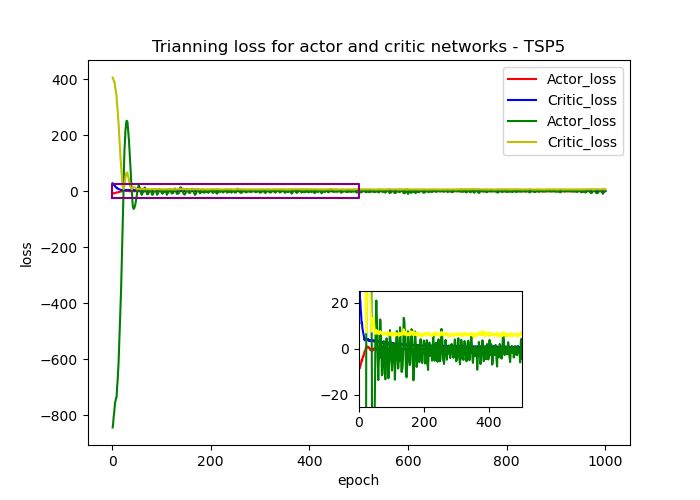 Trianning loss for actor and critic networks - TSP5
Actor_loss
Critic_loss
Actor_loss
Critic_loss
400
200
0
−200
−400
−600
−800
loss
20
0
−20
0 200 400
0 200 400 600 800 1000
epoch